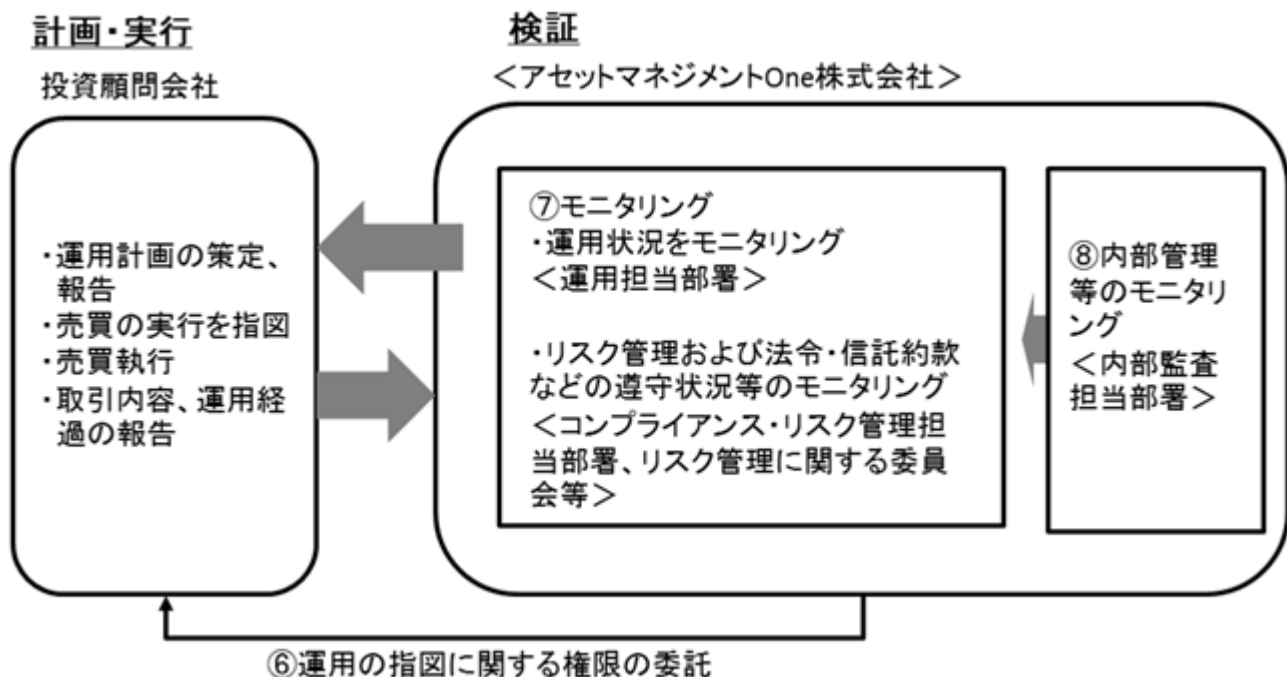 計画・実行
投資顧問会社
・運用計画の策定、
報告
・売買の実行を指図
・売買執行
・取引内容、運用経
過の報告
検証
＜アセットマネジメントOne株式会社＞
⑦モニタリング
・運用状況をモニタリング
＜運用担当部署＞
・リスク管理および法令・信託約款
などの遵守状況等のモニタリング
＜コンプライアンス・リスク管理担
当部署、リスク管理に関する委員
会等＞
⑧内部管理
等のモニタリ
ング
＜内部監査
担当部署＞
⑥運用の指図に関する権限の委託